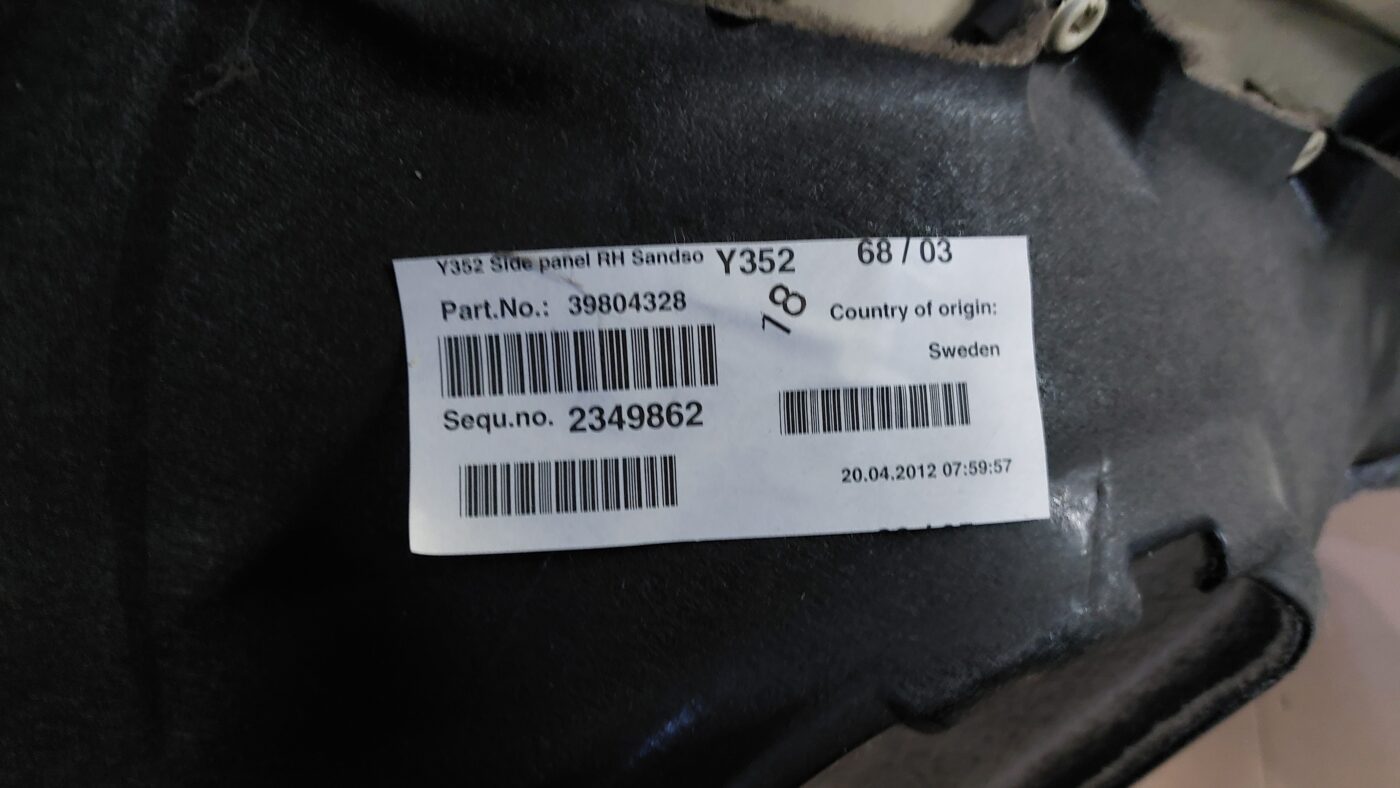 Y352 Side panel RH Sandso Y352 68 / 03
Part.No.: 39804328
18
Country of origin:
Sweden
Sequ.no. 2349862
20.04.2012 07:59:57